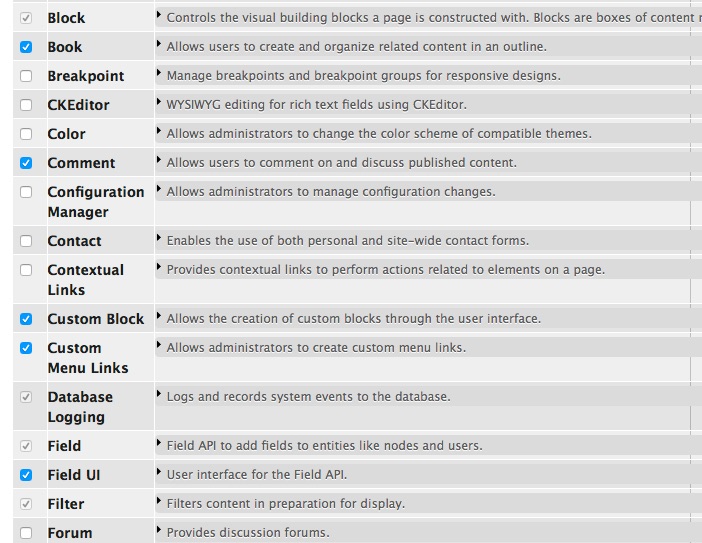 Block Controls the visual building blocks a page is constructed with. Blocks are boxes of content
Book Allows users to create and organize related content in an outline.
Breakpoint Manage breakpoints and breakpoint groups for responsive designs.
CKEditor WYSIWYG editing for rich text fields using CKEditor.
Color Allows administrators to change the color scheme of compatible themes.
Comment Allows users to comment on and discuss published content.
Configuration Allows administrators to manage configuration changes.
Manager
Contact Enables the use of both personal and site-wide contact forms.
Contextual Provides contextual links to perform actions related to elements on a page.
Links
Custom Block Allows the creation of custom blocks through the user interface.
Custom Allows administrators to create custom menu links.
Menu Links
Database Logs and records system events to the database.
Logging
Field Field API to add fields to entities like nodes and users.
Field UI User interface for the Field API.
Filter Filters content in preparation for display.
Forum Provides discussion forums.